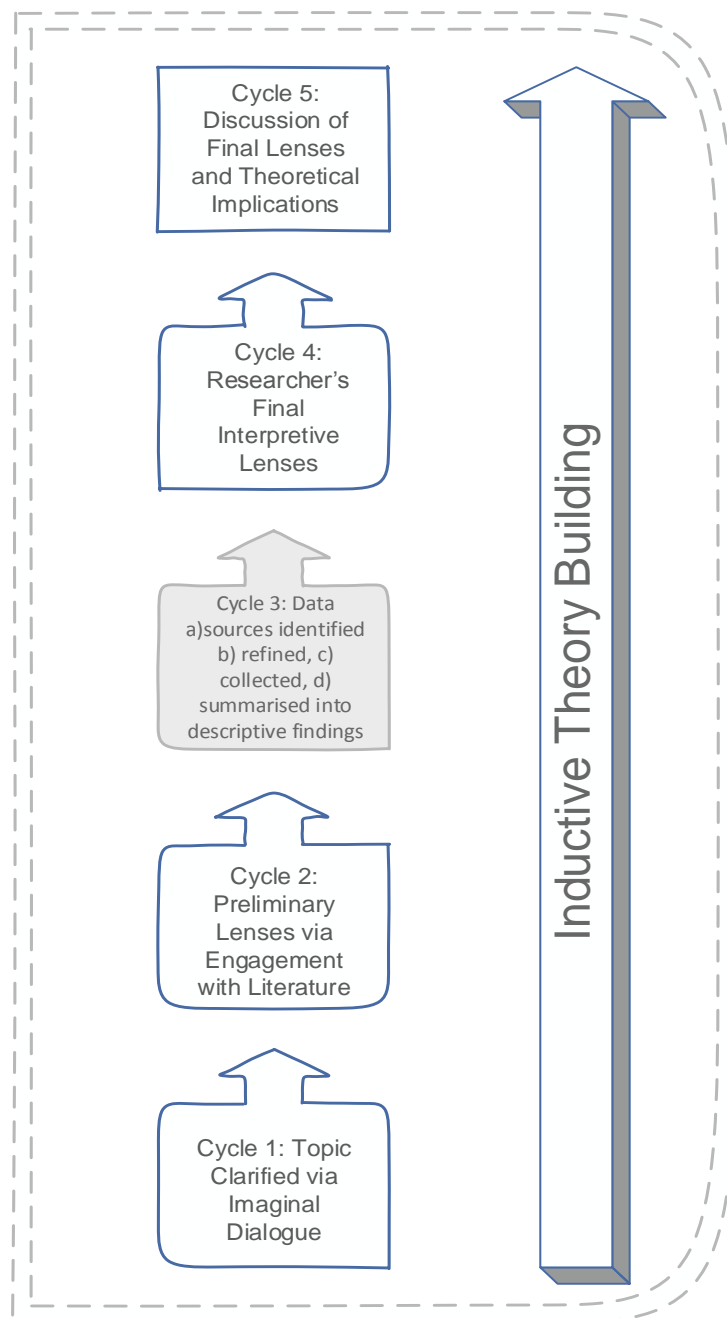 Cycle 5:
Discussion of
Final Lenses
and Theoretical
Implications
Cycle 4:
Researcher’s
Final
Interpretive
Lenses
Cycle 3: Data
a)sources identified
b) refined, c)
collected, d)
summarised into
descriptive findings
Cycle 2:
Preliminary
Lenses via
Engagement
with Literature
Cycle 1: Topic
Clarified via
Imaginal
Dialogue
Inductive Theory Building